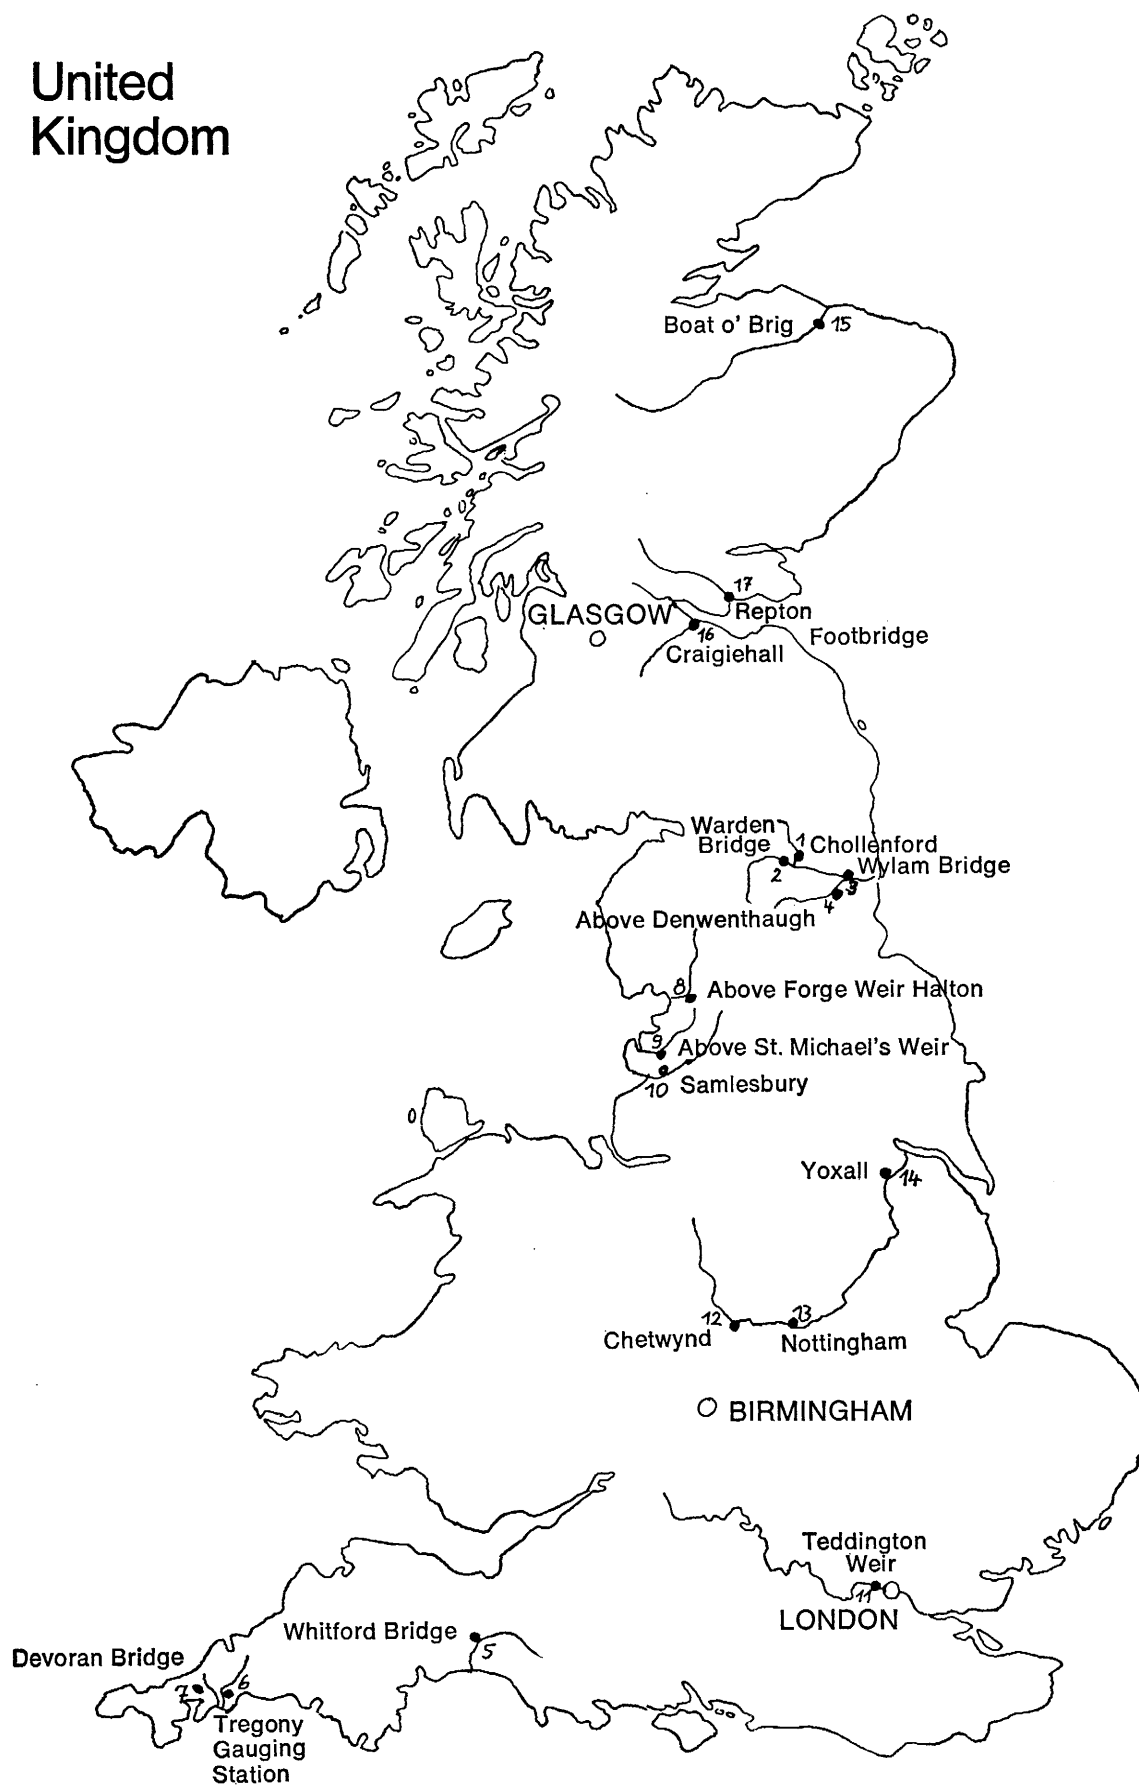 United
Kingdom
Boat o' Brig
15
17
GLASGOW
Repton
16
Footbridge
Craigiehall
Warden
Bridge
1
Chollenford
2
Wylam Bridge
3
4
Above Denwenthaugh
8
Above Forge Weir Halton
9
Above St. Michael's Weir
10
Samlesbury
Yoxall
14
12
13
Chetwynd
Nottingham
BIRMINGHAM
Teddington
Weir
11
LONDON
Whitford Bridge
5
Devoran Bridge
7
6
Tregony
Gauging
Station